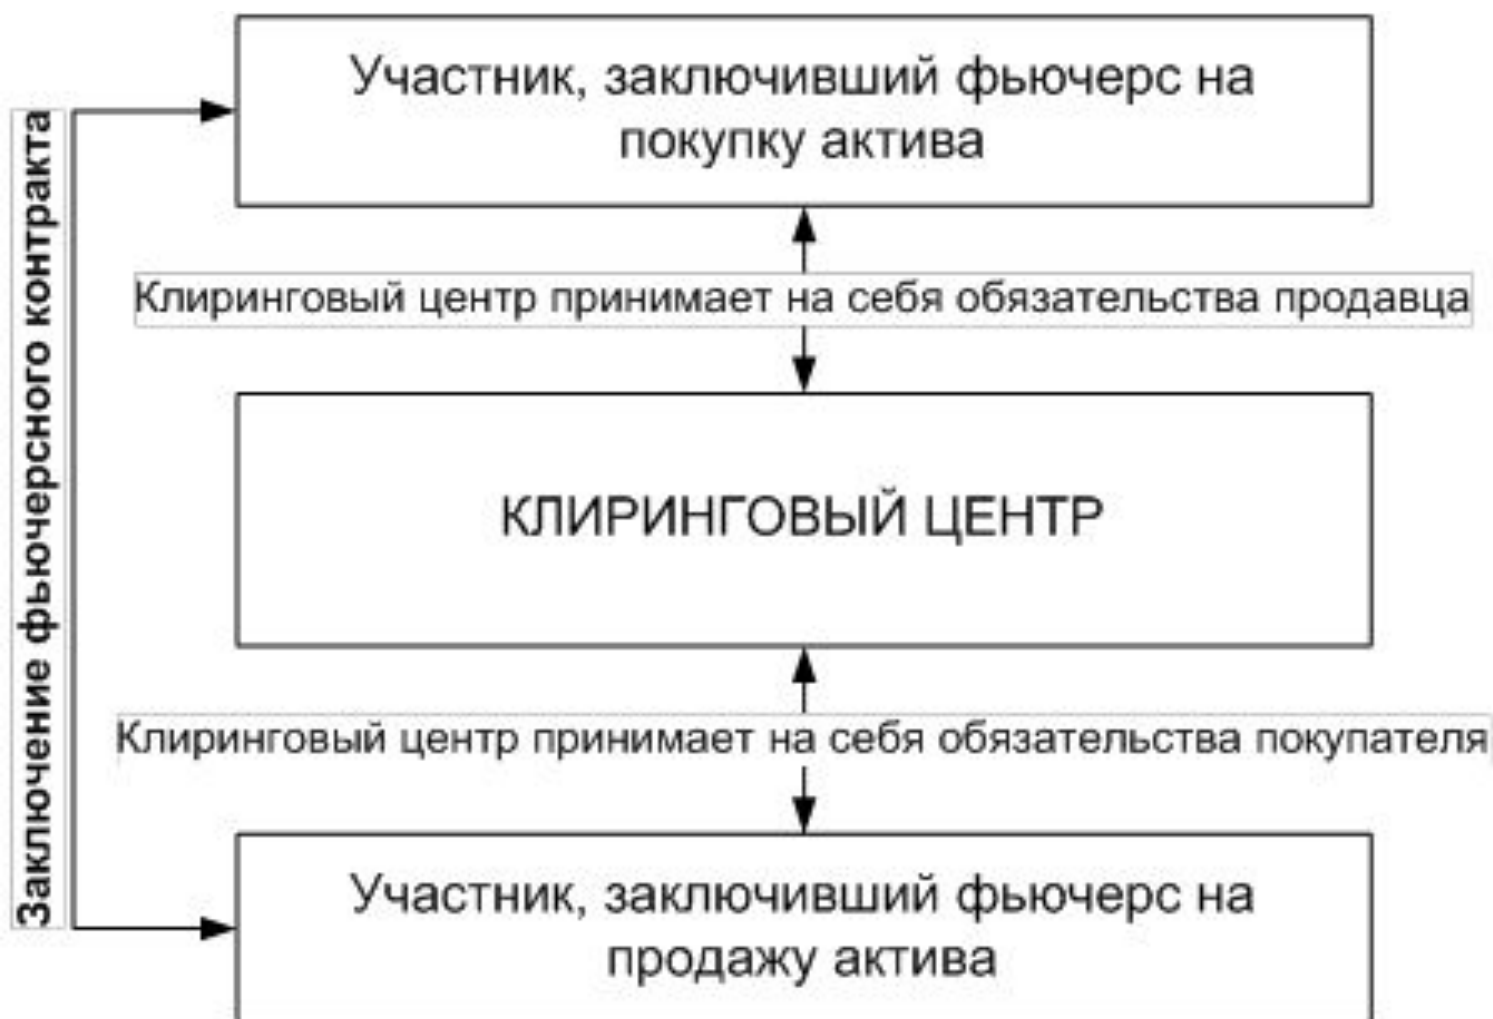 Заключение фьючерсного контракта
Участник, заключивший фьючерс на
покупку актива
Клиринговый центр принимает на себя обязательства продавца
КЛИРИНГОВЫЙ ЦЕНТР
Клиринговый центр принимает на себя обязательства покупателя
Участник, заключивший фьючерс на
продажу актива